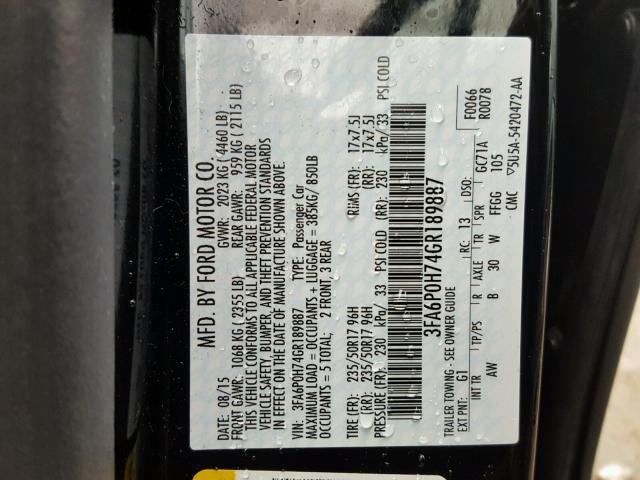 MFD. BY FORD MOTOR CO.
DATE: 08/15 GVWR: 2023 KG ( 4460 LB)
FRONT GAWR: 1068 KG ( 2355 LB) REAR GAWR: 959 KG ( 2115 LB)
THIS VEHICLE CONFORMS TO ALL APPLICABLE FEDERAL MOTOR
VEHICLE SAFETY, BUMPER, AND THEFT PREVENTION STANDARDS
IN EFFECT ON THE DATE OF MANUFACTURE SHOWN ABOVE.
VIN: 3FA6P0H74GR189887 TYPE: Passenger Car
MAXIMUM LOAD = OCCUPANTS + LUGGAGE = 385KG/ 850LB
OCCUPANTS = 5 TOTAL; 2 FRONT, 3 REAR
TIRE (FR): 235/50R17 96H RIMS (FR): 17x7.5J
(RR): 235/50R17 96H (RR): 17x7.5J
PRESSURE (FR): 230 kPa/ 33 PSI,COLD (RR) 230 kPa/ 33 PSI COLD
3FA6P0H74GR189887
TRAILER TOWING - SEE OWNER GUIDE
F0066
R0078
EXT PNT: G1 RC: 13 DSO:
INT TR TP/PS R AXLE TR SPR GC71A
AW B 30 W FFGG 105
CMC ▽5U5A-5420472-AA